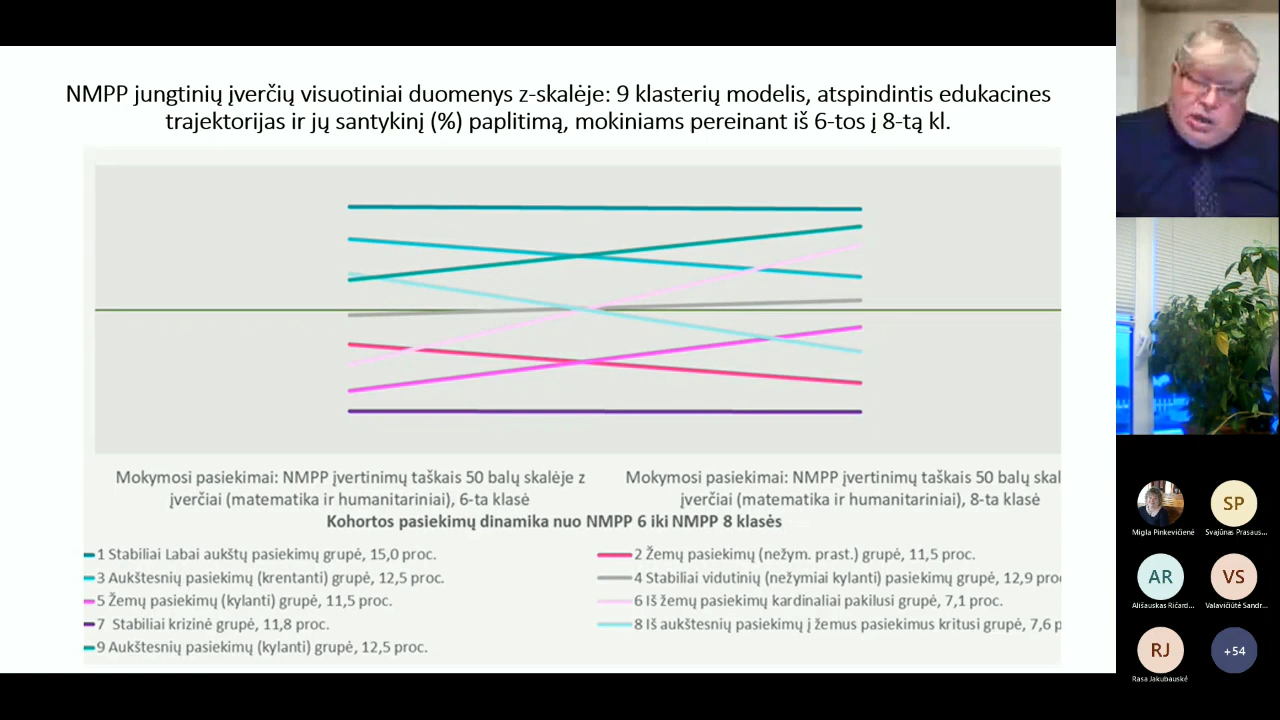 NMPP jungtinių įverčių visuotiniai duomenys z-skalėje: 9 klasterių modelis, atspindintis edukacines
trajektorijas ir jų santykinį (%) paplitimą, mokiniams pereinant iš 6-tos į 8-tą kl.
Mokymosi pasiekimai: NMPP įvertinimų taškais 50 balų skalėje z
įverčiai (matematika ir humanitariniai), 6-ta klasė
Mokymosi pasiekimai: NMPP įvertinimų taškais 50 balų skal
įverčiai (matematika ir humanitariniai), 8-ta klasė
Kohortos pasiekimų dinamika nuo NMPP 6 iki NMPP 8 klasės
1 Stabiliai Labai aukštų pasiekimų grupė, 15,0 proc.
2 Žemų pasiekimų (nežym. prast.) grupė, 11,5 proc.
3 Aukštesnių pasiekimų (krentanti) grupė, 12,5 proc.
4 Stabiliai vidutinių (nežymiai kylanti) pasiekimų grupė, 12,9 pro
5 Žemų pasiekimų (kylanti) grupė, 11,5 proc.
6 Iš žemų pasiekimų kardinaliai pakilusi grupė, 7,1 proc.
7 Stabiliai krizinė grupė, 11,8 proc.
8 Iš aukštesnių pasiekimų į žemus pasiekimus kritusi grupė, 7,6 p
9 Aukštesnių pasiekimų (kylanti) grupė, 12,5 proc.
SP
Migla Pinkevičienė
Svajūnas Prasaus...
AR
VS
Ališauskas Ričard...
Valavičiūtė Sandr...
RJ
+54
Rasa Jakubauskė